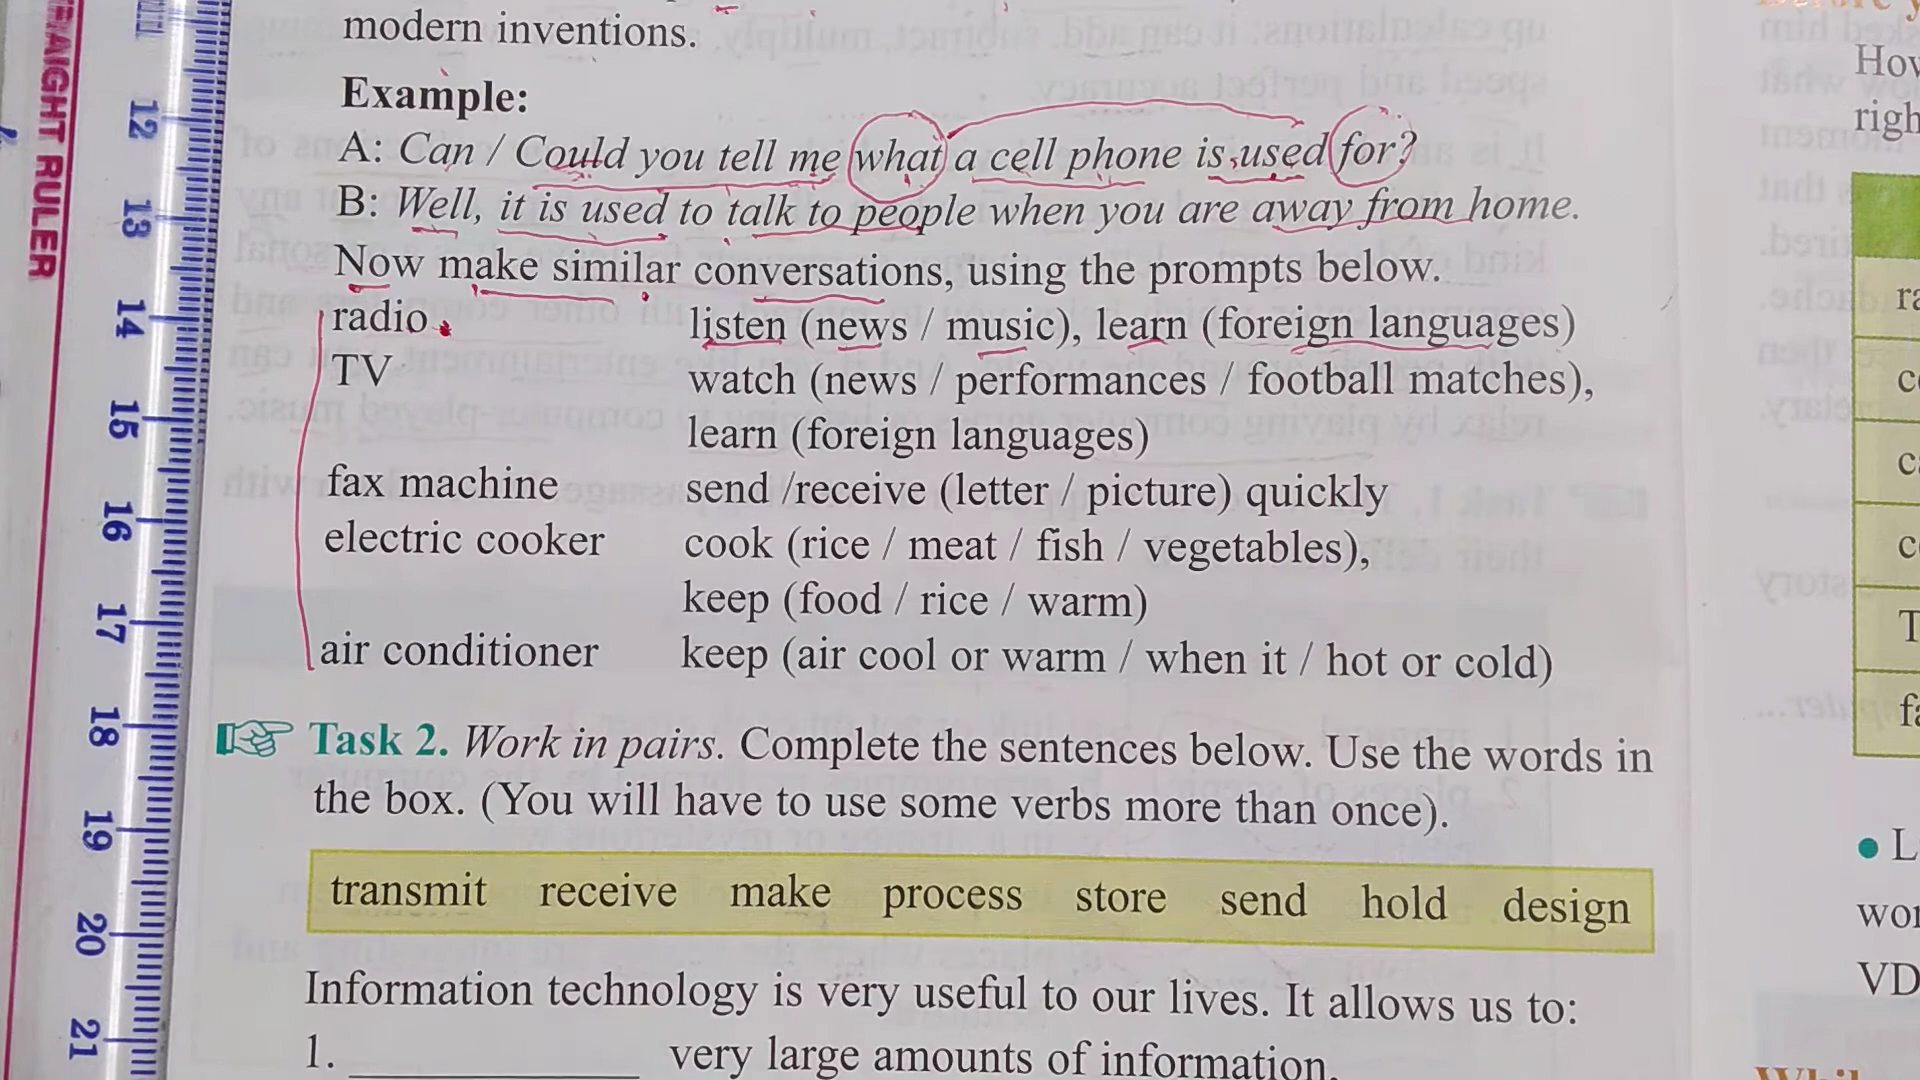 modern inventions.
Example:
A: Can / Could you tell me what a cell phone is used for?
B: Well, it is used to talk to people when you are away from home.
Now make similar conversations, using the prompts below.
radio listen (news / music), learn (foreign languages)
TV watch (news / performances / football matches),
learn (foreign languages)
fax machine send /receive (letter / picture) quickly
electric cooker cook (rice / meat / fish / vegetables),
keep (food / rice / warm)
air conditioner keep (air cool or warm / when it / hot or cold)
Task 2. Work in pairs. Complete the sentences below. Use the words in
the box. (You will have to use some verbs more than once).
transmit receive make process store send hold design
Information technology is very useful to our lives. It allows us to:
1. __________ very large amounts of information.
RAIGHT RULER
12
13
14
15
16
17
18
19
20
21